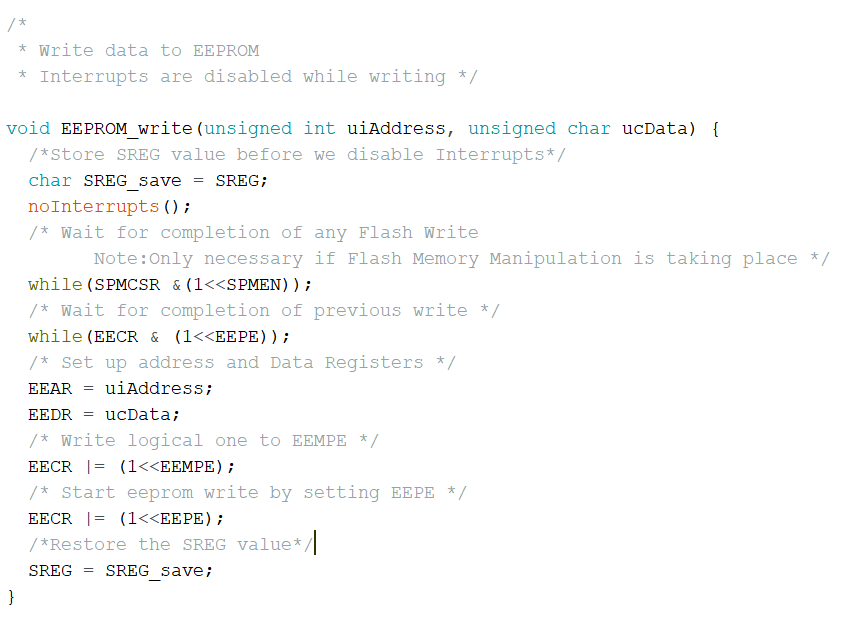 /*
 * Write data to EEPROM
 * Interrupts are disabled while writing */

void EEPROM_write(unsigned int uiAddress, unsigned char ucData) {
  /*Store SREG value before we disable Interrupts*/
  char SREG_save = SREG;
  noInterrupts();
  /* Wait for completion of any Flash Write
        Note:Only necessary if Flash Memory Manipulation is taking place */
  while(SPMCSR &(1<<SPMEN));
  /* Wait for completion of previous write */
  while(EECR & (1<<EEPE));
  /* Set up address and Data Registers */
  EEAR = uiAddress;
  EEDR = ucData;
  /* Write logical one to EEMPE */
  EECR |= (1<<EEMPE);
  /* Start eeprom write by setting EEPE */
  EECR |= (1<<EEPE);
  /*Restore the SREG value*/
  SREG = SREG_save;
}